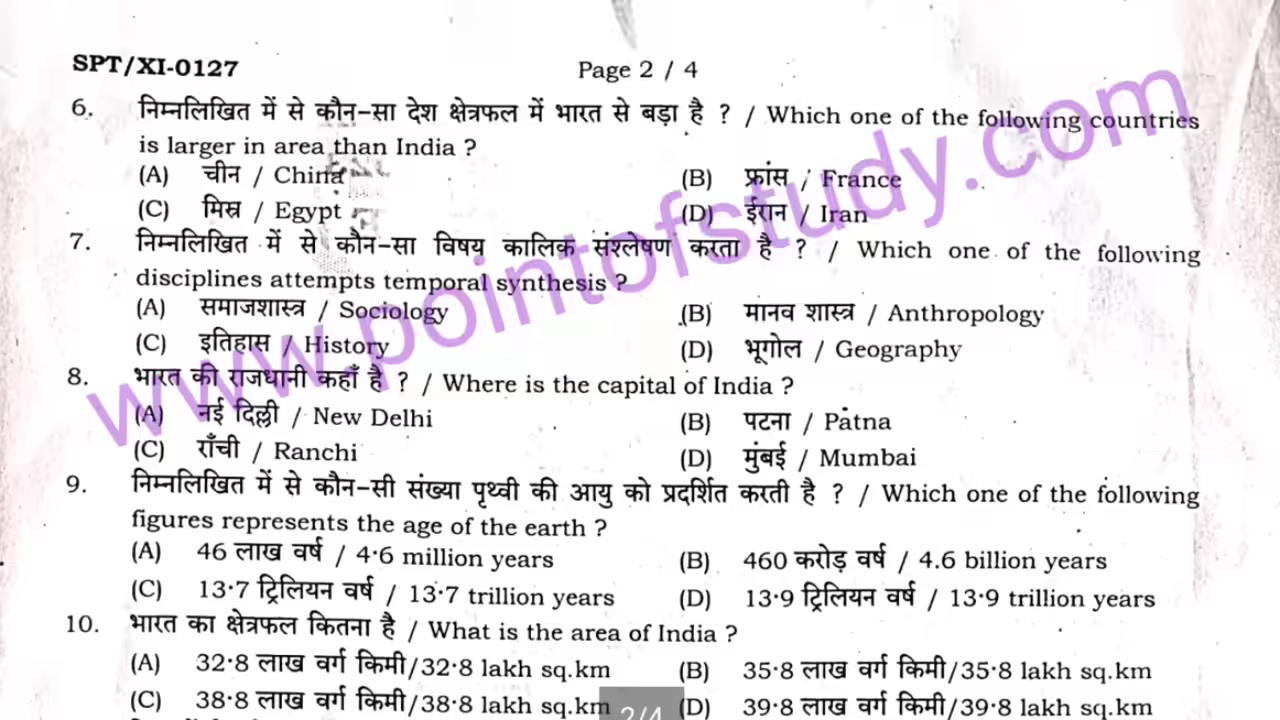 SPT/XI-0127 Page 2 / 4
6. निम्नलिखित में से कौन-सा देश क्षेत्रफल में भारत से बड़ा है ? / Which one of the following countries
is larger in area than India ?
(A) चीन / China (B) फ्रांस / France
(C) मिस्र / Egypt (D) ईरान / Iran
7. निम्नलिखित में से कौन-सा विषय कालिक संश्लेषण करता है ? / Which one of the following
disciplines attempts temporal synthesis ?
(A) समाजशास्त्र / Sociology (B) मानव शास्त्र / Anthropology
(C) इतिहास / History (D) भूगोल / Geography
8. भारत की राजधानी कहाँ है ? / Where is the capital of India ?
(A) नई दिल्ली / New Delhi (B) पटना / Patna
(C) राँची / Ranchi (D) मुंबई / Mumbai
9. निम्नलिखित में से कौन-सी संख्या पृथ्वी की आयु को प्रदर्शित करती है ? / Which one of the following
figures represents the age of the earth ?
(A) 46 लाख वर्ष / 4·6 million years (B) 460 करोड़ वर्ष / 4.6 billion years
(C) 13·7 ट्रिलियन वर्ष / 13·7 trillion years (D) 13·9 ट्रिलियन वर्ष / 13·9 trillion years
10. भारत का क्षेत्रफल कितना है / What is the area of India ?
(A) 32·8 लाख वर्ग किमी/32·8 lakh sq.km (B) 35·8 लाख वर्ग किमी/35·8 lakh sq.km
(C) 38·8 लाख वर्ग किमी/38·8 lakh sq.km (D) 39·8 लाख वर्ग किमी/39·8 lakh sq.km
2/4
www.pointofstudy.com